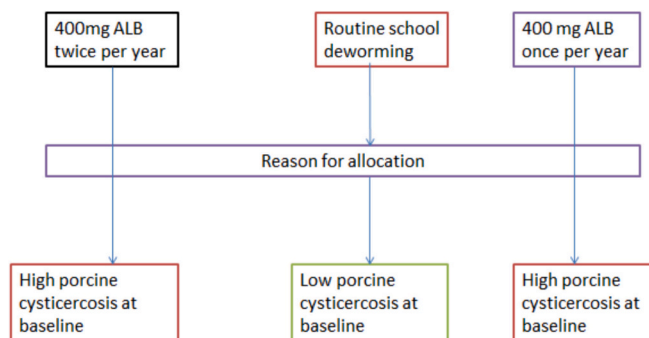 400mg ALB
twice per year
Routine school
deworming
400 mg ALB
once per year
Reason for allocation
High porcine
cysticercosis at
baseline
Low porcine
cysticercosis at
baseline
High porcine
cysticercosis at
baseline